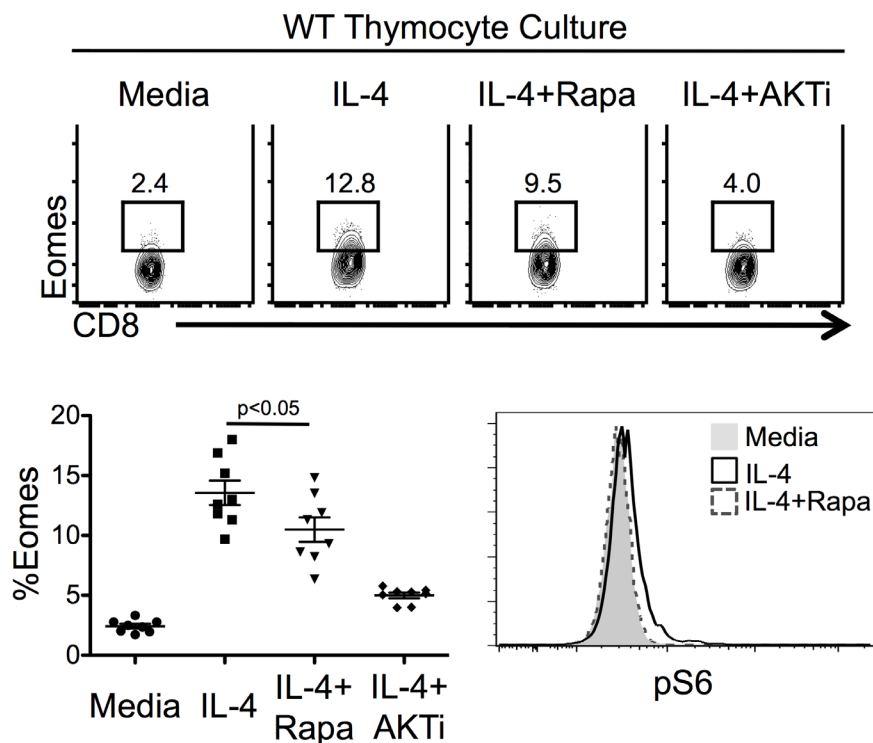 WT Thymocyte Culture
Media IL-4 IL-4+Rapa IL-4+AKTi
2.4 12.8 9.5 4.0
Eomes
CD8
20
15
10
5
0
%Eomes
p<0.05
Media IL-4 IL-4+ IL-4+
Rapa AKTi
Media
IL-4
IL-4+Rapa
pS6